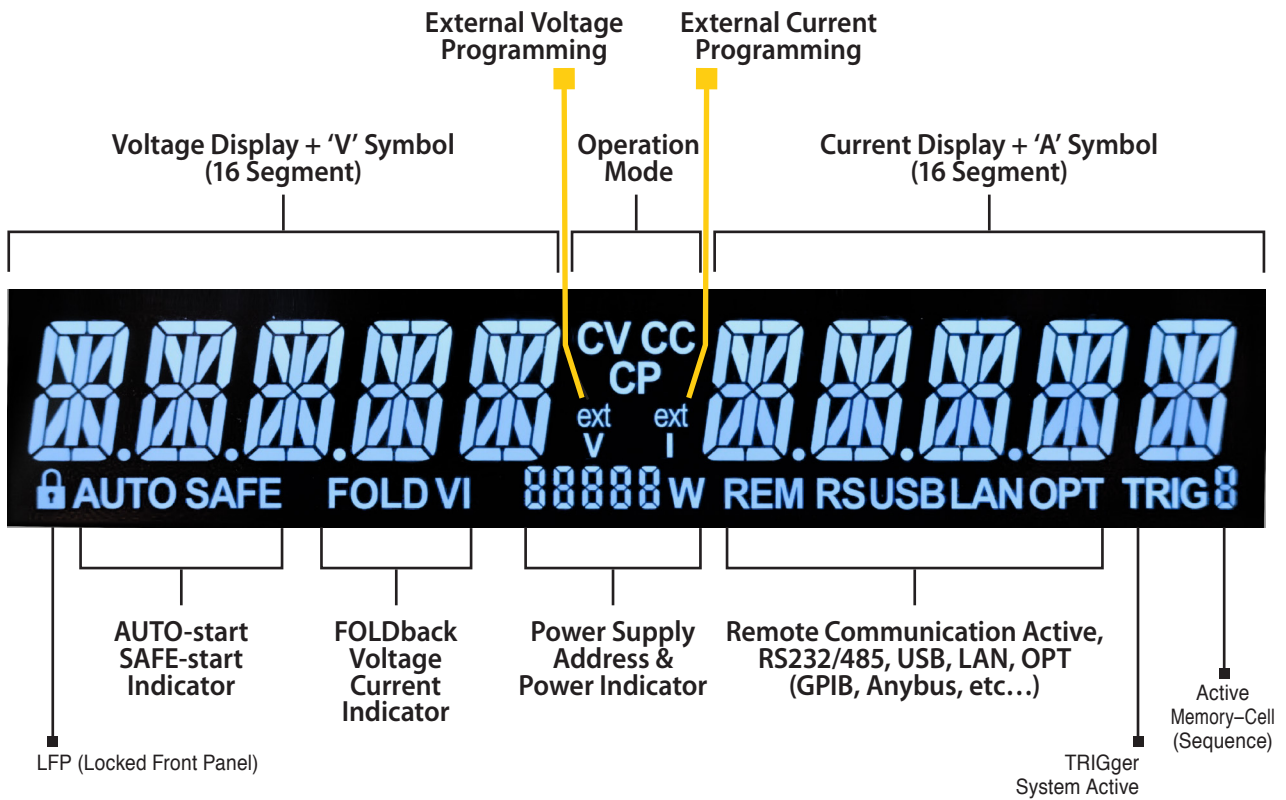 External Voltage
Programming
External Current
Programming
Voltage Display + ‘V’ Symbol
(16 Segment)
Operation
Mode
Current Display + ‘A’ Symbol
(16 Segment)
CV CC
CP
ext
V
ext
I
AUTO SAFE FOLD VI 88888 W REM RS USB LAN OPT TRIG 8
AUTO-start
SAFE-start
Indicator
FOLDback
Voltage
Current
Indicator
Power Supply
Address &
Power Indicator
Remote Communication Active,
RS232/485, USB, LAN, OPT
(GPIB, Anybus, etc…)
Active
Memory–Cell
(Sequence)
LFP (Locked Front Panel)
TRIGger
System Active